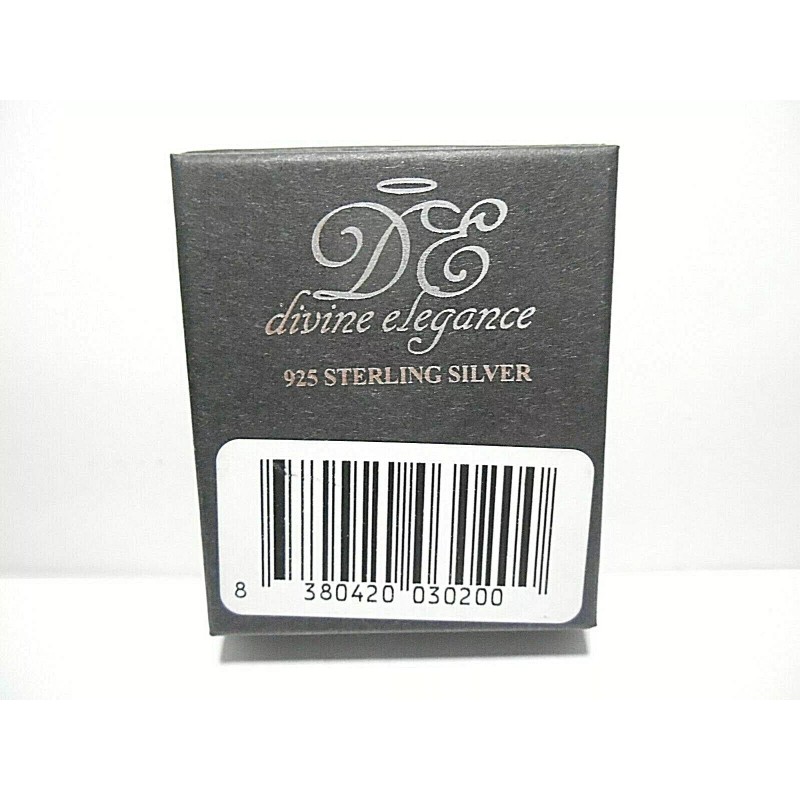 DE
divine elegance
925 STERLING SILVER
8 380420 030200